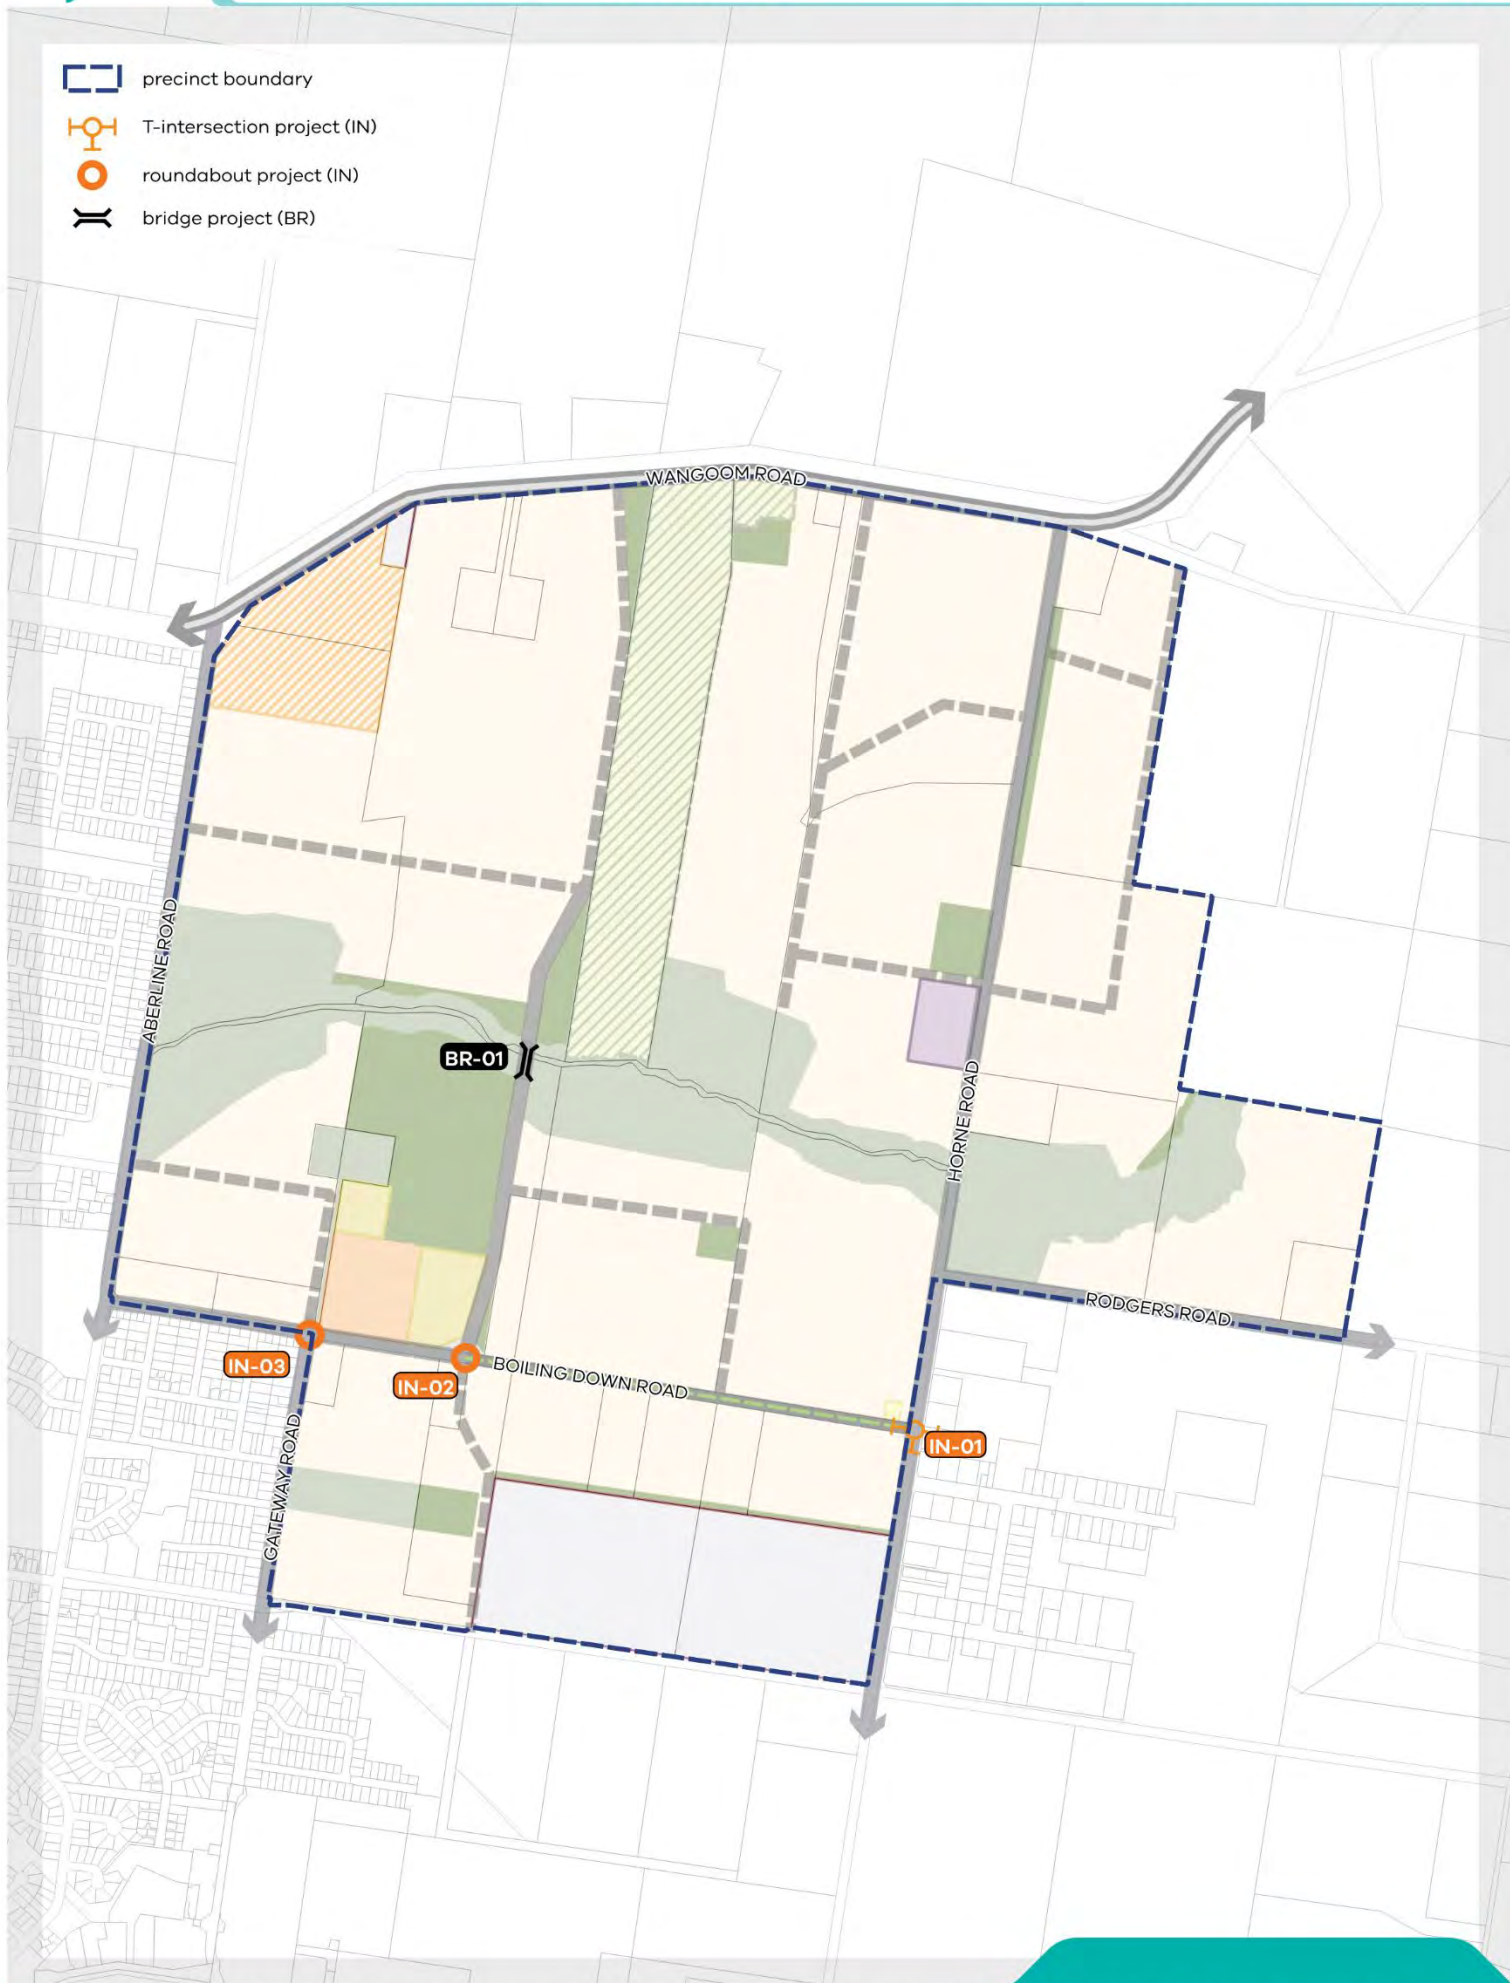 precinct boundary
T-intersection project (IN)
roundabout project (IN)
bridge project (BR)
WANGOOM ROAD
ABERLINE ROAD
BR-01
HORNE ROAD
RODGERS ROAD
IN-03
IN-02
BOILING DOWN ROAD
IN-01
GATEWAY ROAD